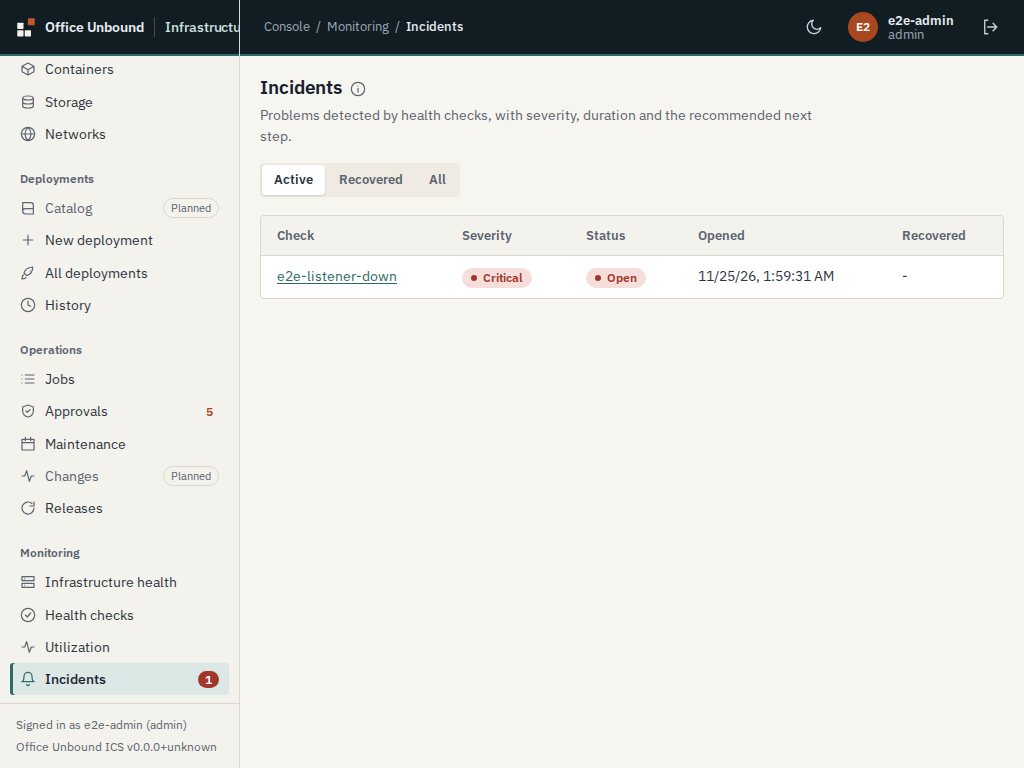 Office Unbound
Console / Monitoring / Incidents
E2
e2e-admin
admin
Containers
Storage
Networks
Deployments
Catalog Planned
New deployment
All deployments
History
Operations
Jobs
Approvals 5
Maintenance
Changes Planned
Releases
Monitoring
Infrastructure health
Health checks
Utilization
Incidents 1
Signed in as e2e-admin (admin)
Office Unbound ICS v0.0.0+unknown
Incidents
Problems detected by health checks, with severity, duration and the recommended next
step.
Active Recovered All
Check Severity Status Opened Recovered
e2e-listener-down Critical Open 11/25/26, 1:59:31 AM -